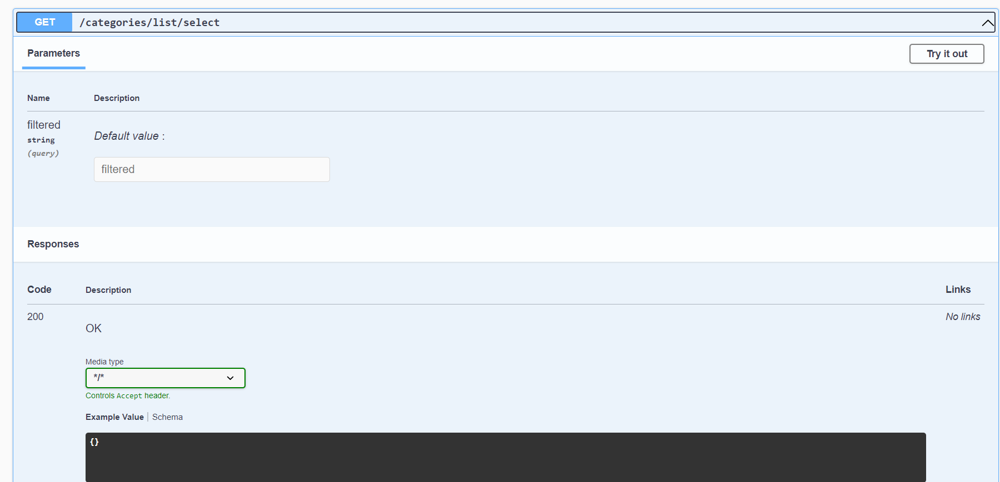 GET /categories/list/select
Parameters
Try it out
Name Description
filtered
string
(query)
Default value :
filtered
Responses
Code Description Links
200
OK
No links
Media type
*/*
Controls Accept header.
Example Value | Schema
{}